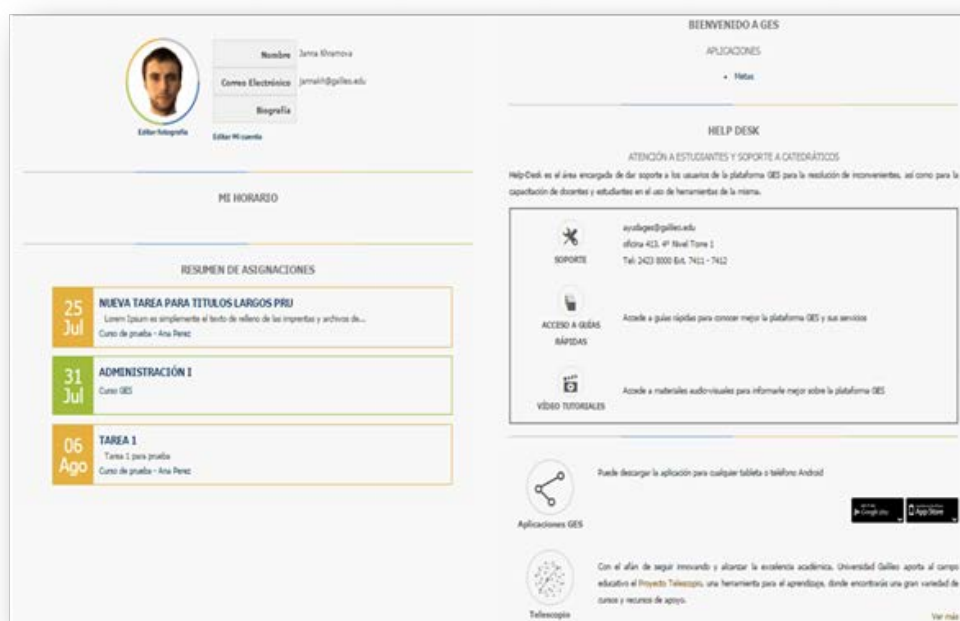 Nombre
Janna Khramova
Correo Electrónico
jannakh@galileo.edu
Biografía
Editar fotografía
Editar Mi cuenta
MI HORARIO
RESUMEN DE ASIGNACIONES
25
Jul
NUEVA TAREA PARA TITULOS LARGOS PRU
Lorem Ipsum es simplemente el texto de relleno de las imprentas y archivos de...
Curso de prueba - Ana Perez
31
Jul
ADMINISTRACIÓN I
Curso GES
06
Ago
TAREA 1
Tarea 1 para prueba
Curso de prueba - Ana Perez
BIENVENIDO A GES
APLICACIONES
• Metas
HELP DESK
ATENCIÓN A ESTUDIANTES Y SOPORTE A CATEDRÁTICOS
Help-Desk es el área encargada de dar soporte a los usuarios de la plataforma GES para la resolución de inconvenientes, así como para la
capacitación de docentes y estudiantes en el uso de herramientas de la misma.
SOPORTE
ayudages@galileo.edu
oficina 413. 4º Nivel Torre 1
Tel: 2423 8000 Ext. 7411 - 7412
ACCESO A GUÍAS
RÁPIDAS
Accede a guías rápidas para conocer mejor la plataforma GES y sus servicios
VÍDEO TUTORIALES
Accede a materiales audio-visuales para informarte mejor sobre la plataforma GES
Aplicaciones GES
Puede descargar la aplicación para cualquier tableta o teléfono Android
Google play
App Store
Telescopio
Con el afán de seguir innovando y alcanzar la excelencia académica, Universidad Galileo aporta al campo
educativo el Proyecto Telescopio, una herramienta para el aprendizaje, donde encontrarás una gran variedad de
cursos y recursos de apoyo.
Ver más